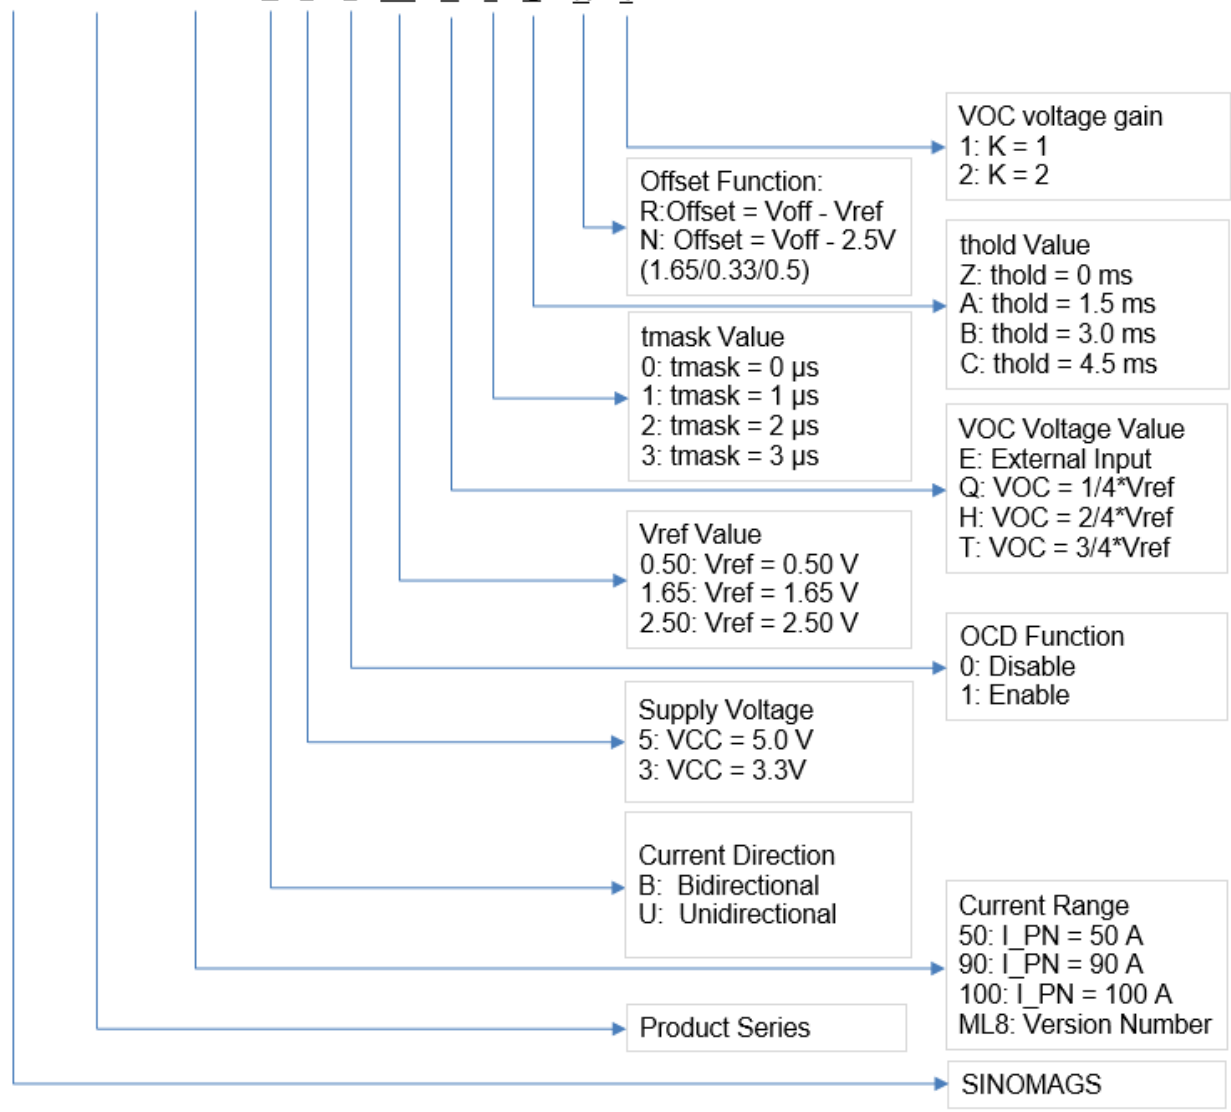 VOC voltage gain
1: K = 1
2: K = 2
Offset Function:
R:Offset = Voff - Vref
N: Offset = Voff - 2.5V
(1.65/0.33/0.5)
thold Value
Z: thold = 0 ms
A: thold = 1.5 ms
B: thold = 3.0 ms
C: thold = 4.5 ms
tmask Value
0: tmask = 0 µs
1: tmask = 1 µs
2: tmask = 2 µs
3: tmask = 3 µs
VOC Voltage Value
E: External Input
Q: VOC = 1/4*Vref
H: VOC = 2/4*Vref
T: VOC = 3/4*Vref
Vref Value
0.50: Vref = 0.50 V
1.65: Vref = 1.65 V
2.50: Vref = 2.50 V
OCD Function
0: Disable
1: Enable
Supply Voltage
5: VCC = 5.0 V
3: VCC = 3.3V
Current Direction
B: Bidirectional
U: Unidirectional
Current Range
50: I_PN = 50 A
90: I_PN = 90 A
100: I_PN = 100 A
ML8: Version Number
Product Series
SINOMAGS